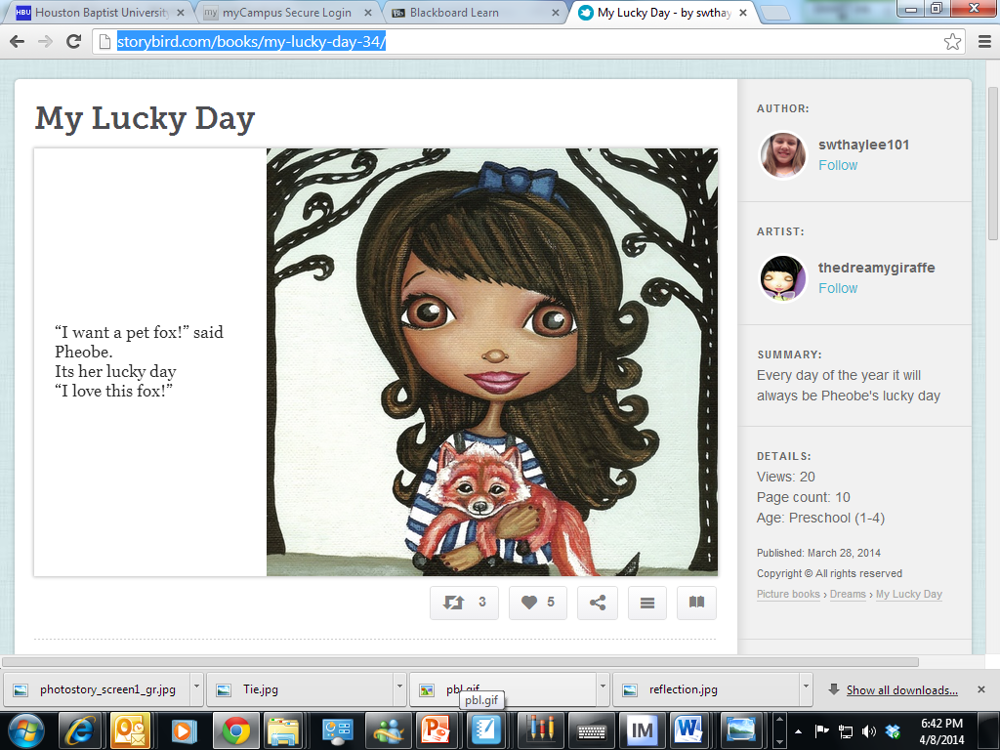 Houston Baptist University
myCampus Secure Login
Blackboard Learn
My Lucky Day - by swthay
storybird.com/books/my-lucky-day-34/
My Lucky Day
“I want a pet fox!” said
Pheobe.
Its her lucky day
“I love this fox!”
3
5
AUTHOR:
swthaylee101
Follow
ARTIST:
thedreamygiraffe
Follow
SUMMARY:
Every day of the year it will
always be Pheobe's lucky day
DETAILS:
Views: 20
Page count: 10
Age: Preschool (1-4)
Published: March 28, 2014
Copyright © All rights reserved
Picture books › Dreams › My Lucky Day
photostory_screen1_gr.jpg
Tie.jpg
pbl.gif
pbl.gif
reflection.jpg
Show all downloads...
IM
6:42 PM
4/8/2014